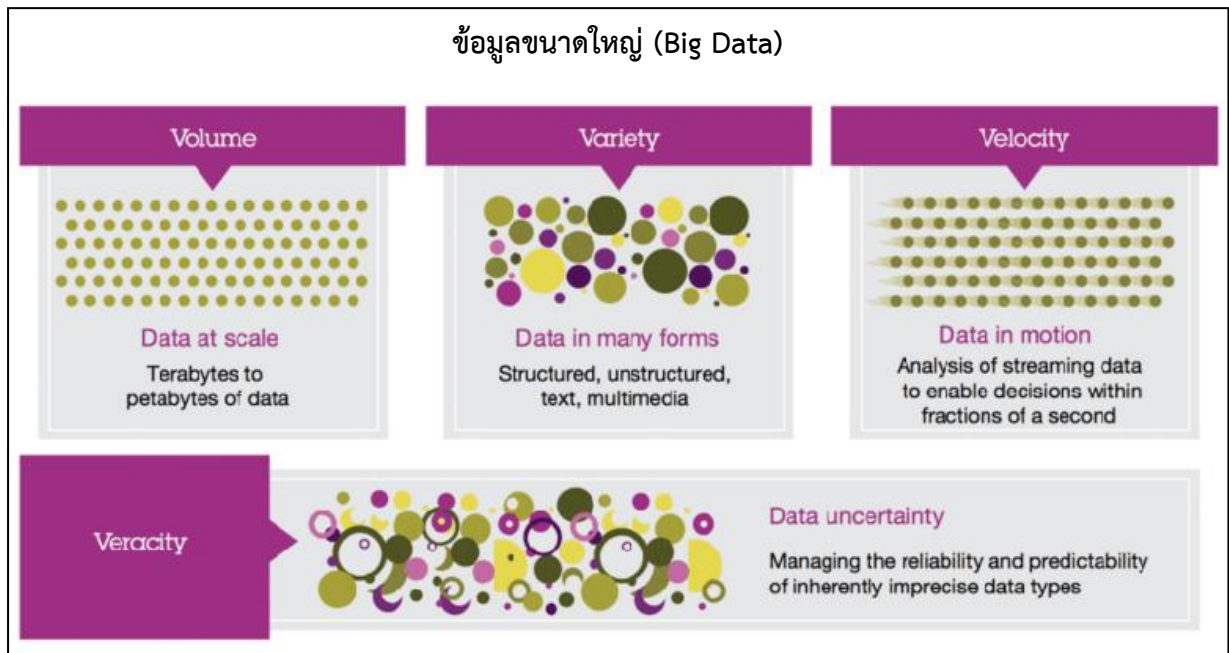 ข้อมูลขนาดใหญ่ (Big Data)
Volume
Data at scale
Terabytes to
petabytes of data
Variety
Data in many forms
Structured, unstructured,
text, multimedia
Velocity
Data in motion
Analysis of streaming data
to enable decisions within
fractions of a second
Veracity
Data uncertainty
Managing the reliability and predictability
of inherently imprecise data types